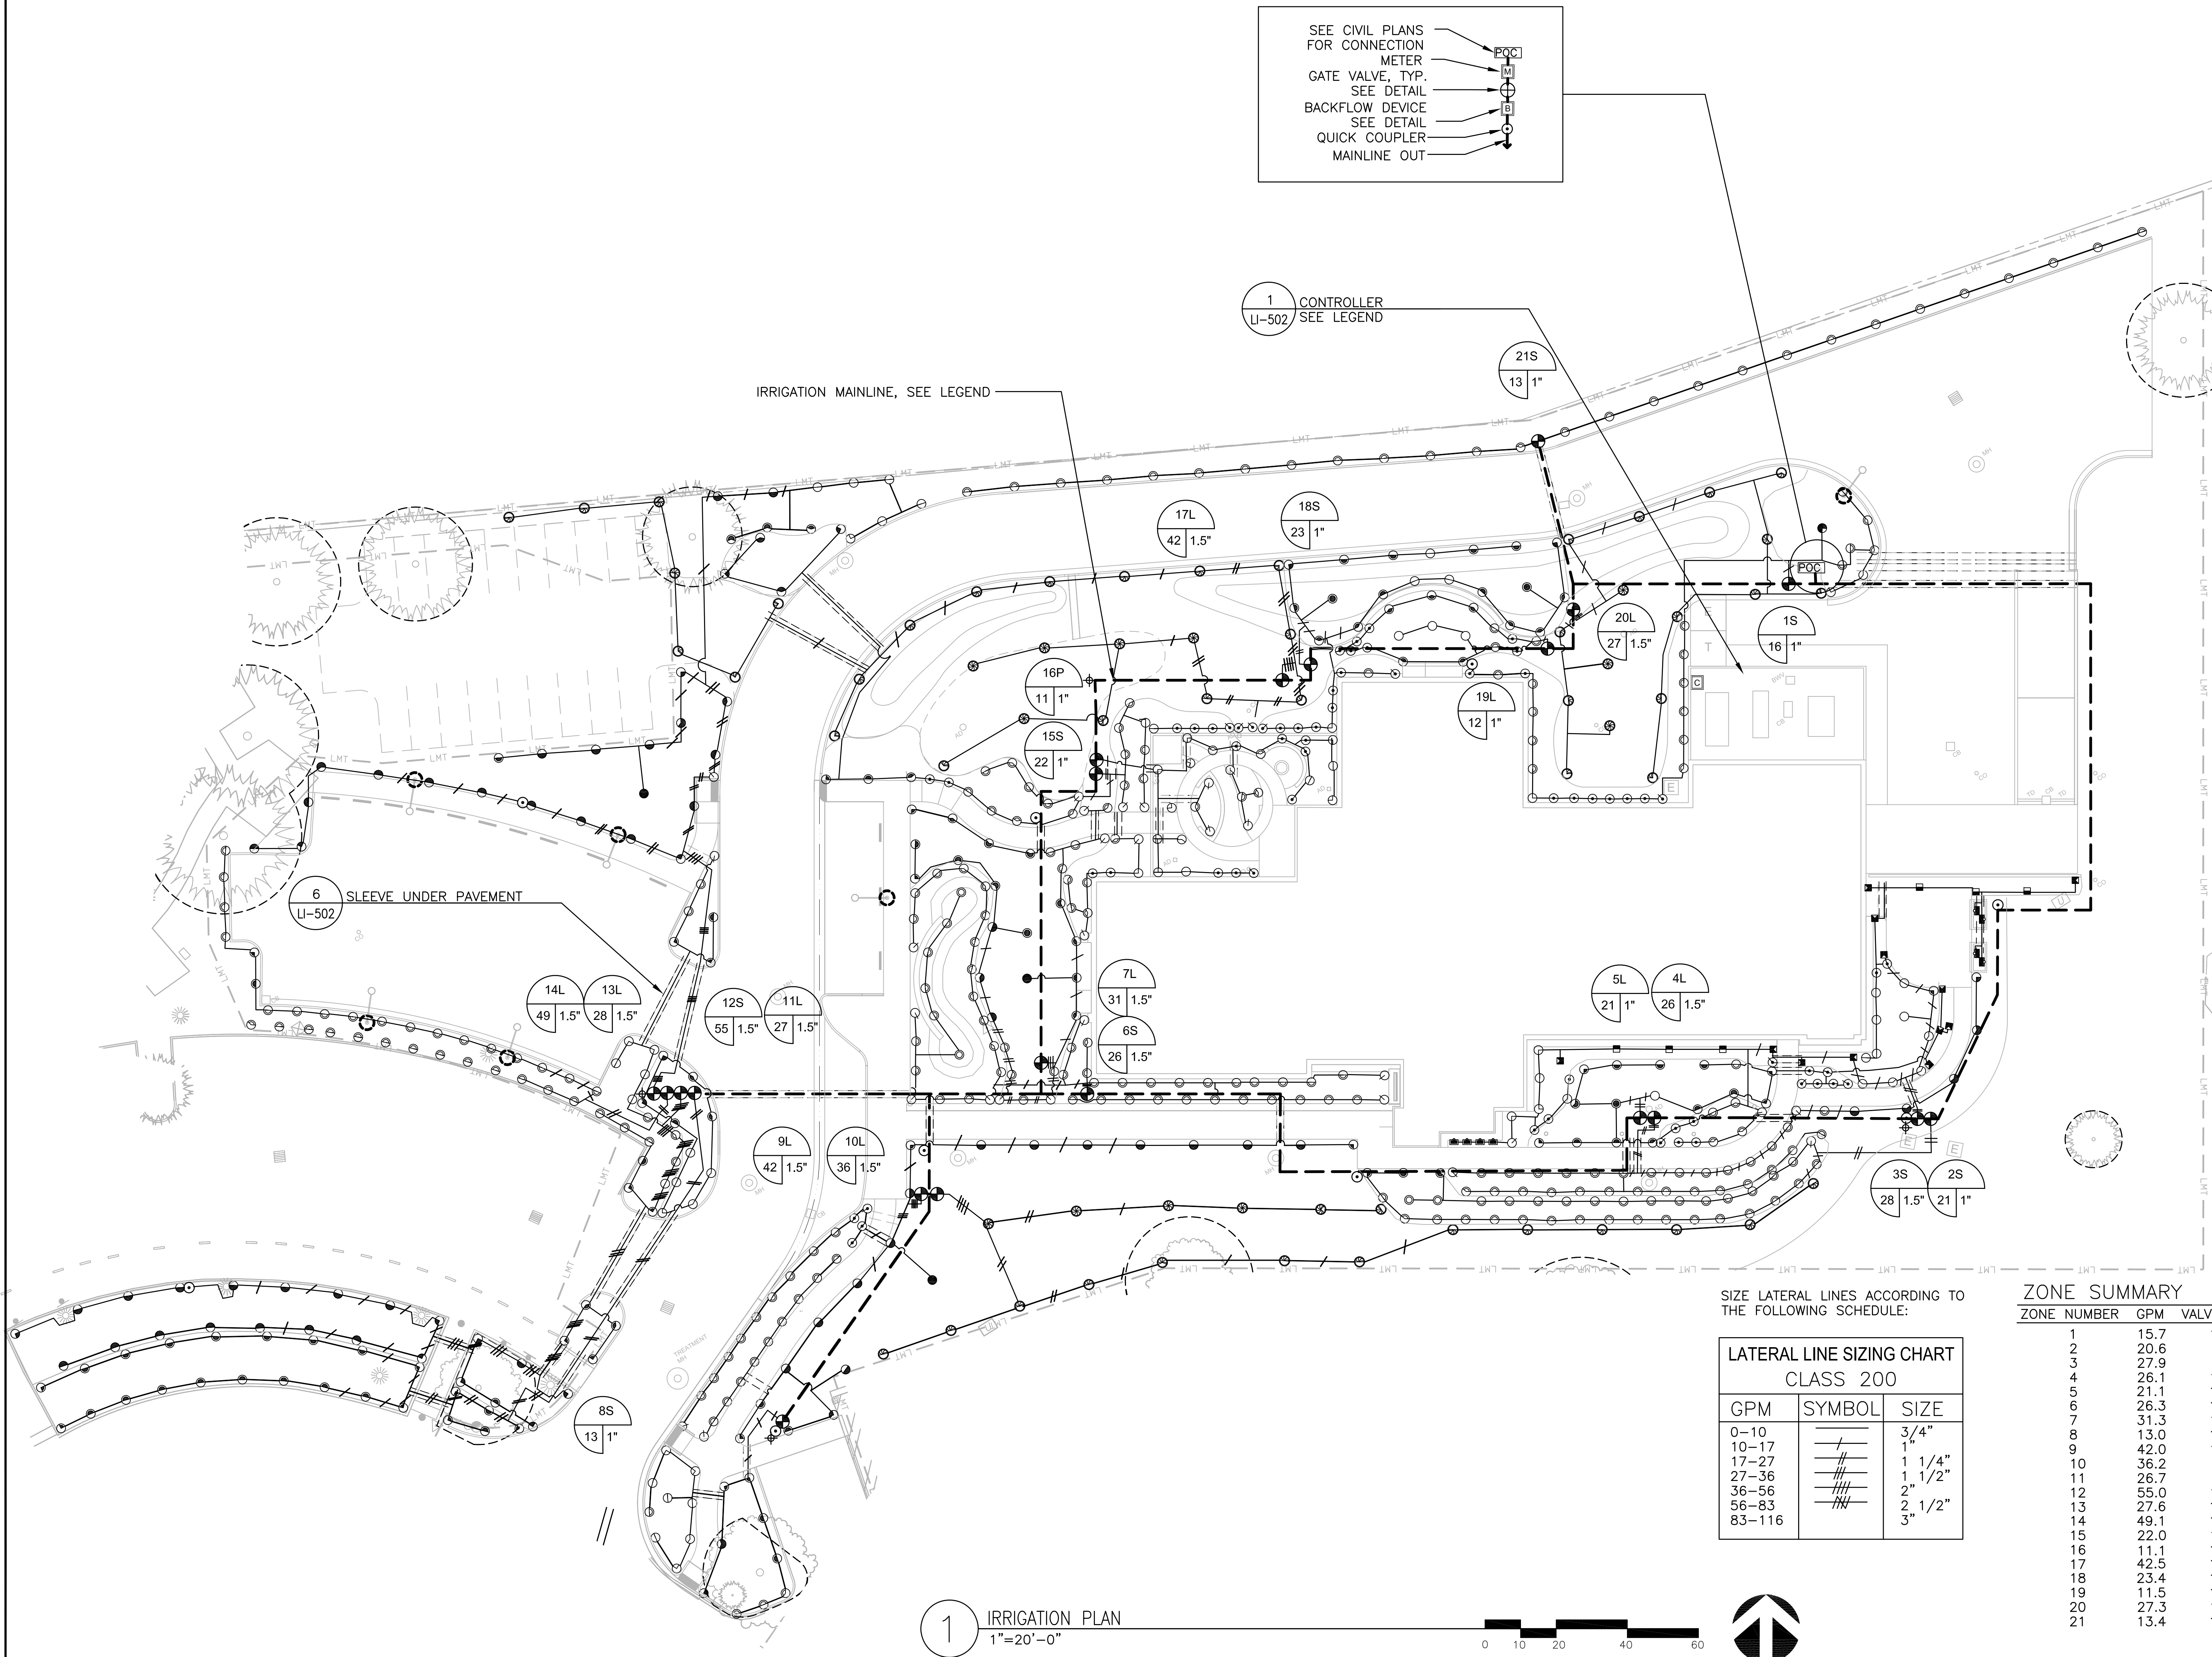 SEE CIVIL PLANS
FOR CONNECTION
METER
GATE VALVE, TYP.
SEE DETAIL
BACKFLOW DEVICE
SEE DETAIL
QUICK COUPLER
MAINLINE OUT
POC
M
B
1
LI-502
CONTROLLER
SEE LEGEND
IRRIGATION MAINLINE, SEE LEGEND
21S
13 1"
17L
42 1.5"
18S
23 1"
POC
20L
27 1.5"
1S
16 1"
16P
11 1"
19L
12 1"
15S
22 1"
C
6
LI-502
SLEEVE UNDER PAVEMENT
14L
49 1.5"
13L
28 1.5"
12S
55 1.5"
11L
27 1.5"
7L
31 1.5"
6S
26 1.5"
5L
21 1"
4L
26 1.5"
9L
42 1.5"
10L
36 1.5"
3S
28 1.5"
2S
21 1"
8S
13 1"
TREATMENT
MH
LMT
MH
CB
AD
BWV
TD CB TD
E
T
SIZE LATERAL LINES ACCORDING TO
THE FOLLOWING SCHEDULE:
LATERAL LINE SIZING CHART
CLASS 200
GPM SYMBOL SIZE
0-10 3/4"
10-17 1"
17-27 1 1/4"
27-36 1 1/2"
36-56 2"
56-83 2 1/2"
83-116 3"
ZONE SUMMARY
ZONE NUMBER GPM VALV
1 15.7
2 20.6
3 27.9
4 26.1
5 21.1
6 26.3
7 31.3
8 13.0
9 42.0
10 36.2
11 26.7
12 55.0
13 27.6
14 49.1
15 22.0
16 11.1
17 42.5
18 23.4
19 11.5
20 27.3
21 13.4
1
IRRIGATION PLAN
1"=20'-0"
0 10 20 40 60